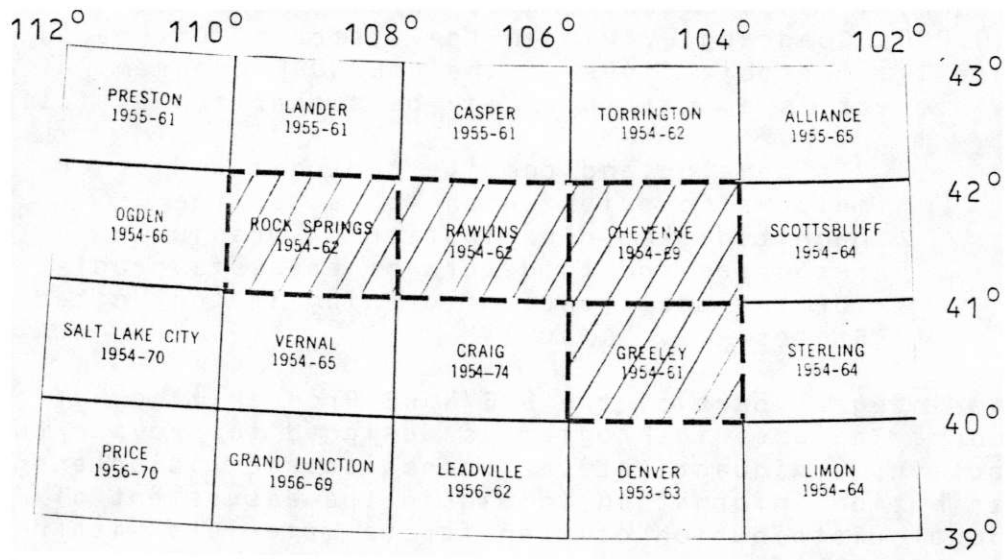 112° 110° 108° ° 104° 102°
43°
PRESTON
1955-61
LANDER
1955-61
CASPER
1955-61
TORRINGTON
1954-62
ALLIANCE
1955-65
42°
OGDEN
1954-66
ROCK SPRINGS
1954-62
RAWLINS
1954-62
CHEYENNE
1954-69
SCOTTSBLUFF
1954-64
41°
SALT LAKE CITY
1954-70
VERNAL
1954-65
CRAIG
1954-74
GREELEY
1954-61
STERLING
1954-64
40°
PRICE
1956-70
GRAND JUNCTION
1956-69
LEADVILLE
1956-62
DENVER
1953-63
LIMON
1954-64
39°